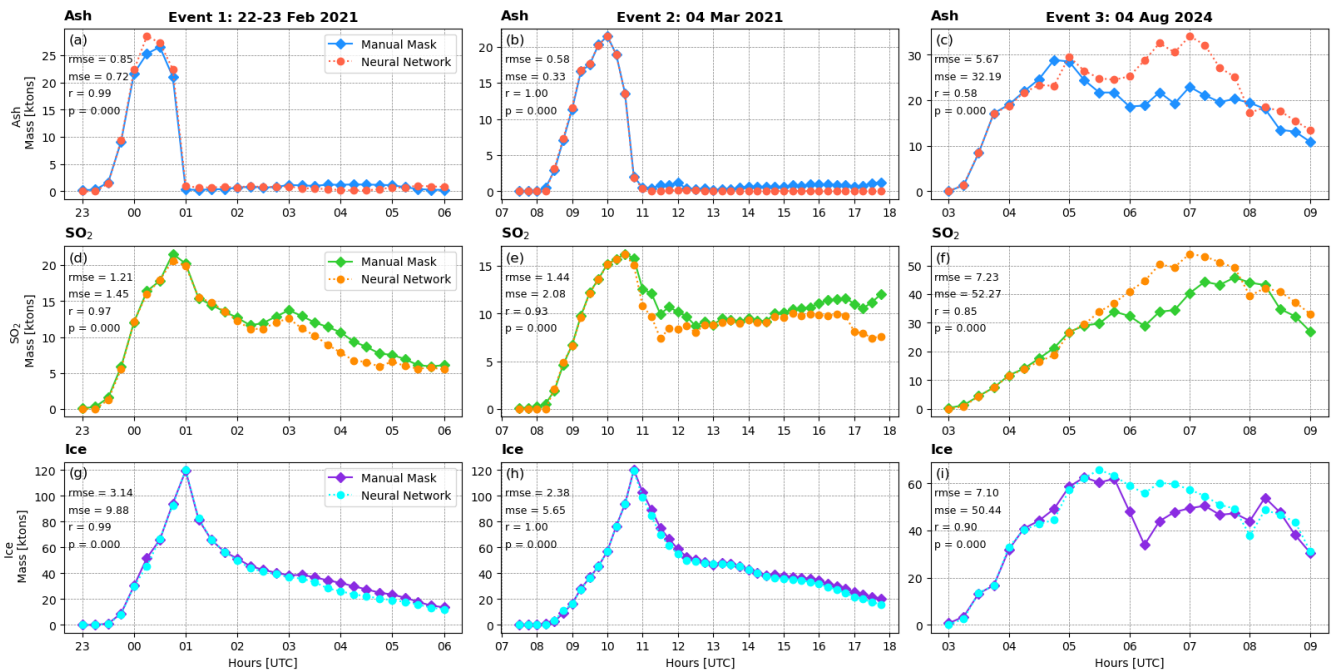 Ash
Event 1: 22-23 Feb 2021
(a)
rmse = 0.85
mse = 0.72
r = 0.99
p = 0.000
Manual Mask
Neural Network
Ash
Mass [ktons]
25
20
15
10
5
0
23 00 01 02 03 04 05 06
Ash
Event 2: 04 Mar 2021
(b)
rmse = 0.58
mse = 0.33
r = 1.00
p = 0.000
20
15
10
5
0
07 08 09 10 11 12 13 14 15 16 17 18
Ash
Event 3: 04 Aug 2024
(c)
rmse = 5.67
mse = 32.19
r = 0.58
p = 0.000
30
20
10
0
03 04 05 06 07 08 09
SO₂
(d)
rmse = 1.21
mse = 1.45
r = 0.97
p = 0.000
Manual Mask
Neural Network
SO₂
Mass [ktons]
20
15
10
5
0
23 00 01 02 03 04 05 06
SO₂
(e)
rmse = 1.44
mse = 2.08
r = 0.93
p = 0.000
15
10
5
0
07 08 09 10 11 12 13 14 15 16 17 18
SO₂
(f)
rmse = 7.23
mse = 52.27
r = 0.85
p = 0.000
50
40
30
20
10
0
03 04 05 06 07 08 09
Ice
(g)
rmse = 3.14
mse = 9.88
r = 0.99
p = 0.000
Manual Mask
Neural Network
Ice
Mass [ktons]
120
100
80
60
40
20
0
23 00 01 02 03 04 05 06
Hours [UTC]
Ice
(h)
rmse = 2.38
mse = 5.65
r = 1.00
p = 0.000
120
100
80
60
40
20
0
07 08 09 10 11 12 13 14 15 16 17 18
Hours [UTC]
Ice
(i)
rmse = 7.10
mse = 50.44
r = 0.90
p = 0.000
60
40
20
0
03 04 05 06 07 08 09
Hours [UTC]